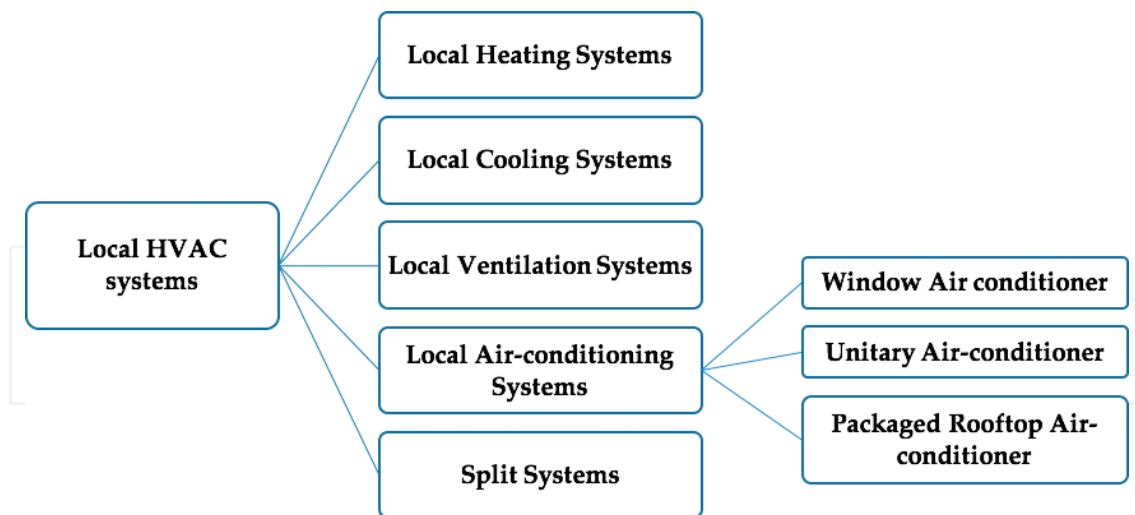 Local HVAC
systems
Local Heating Systems
Local Cooling Systems
Local Ventilation Systems
Local Air-conditioning
Systems
Split Systems
Window Air conditioner
Unitary Air-conditioner
Packaged Rooftop Air-
conditioner